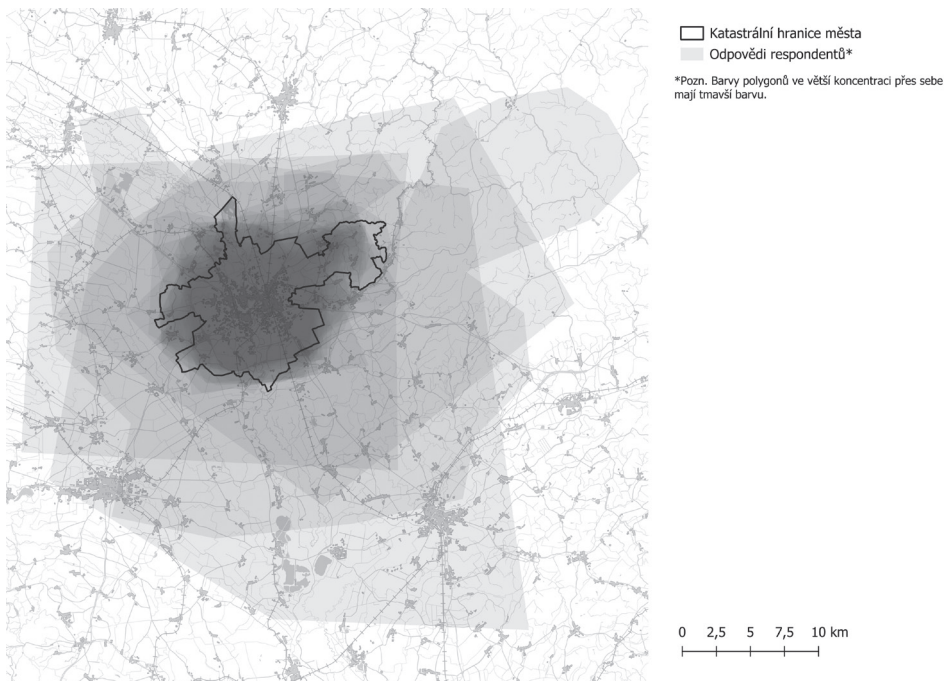 Katastrální hranice města
Odpovědi respondentů*
*Pozn. Barvy polygonů ve větší koncentraci přes sebe
mají tmavší barvu.
0 2,5 5 7,5 10 km